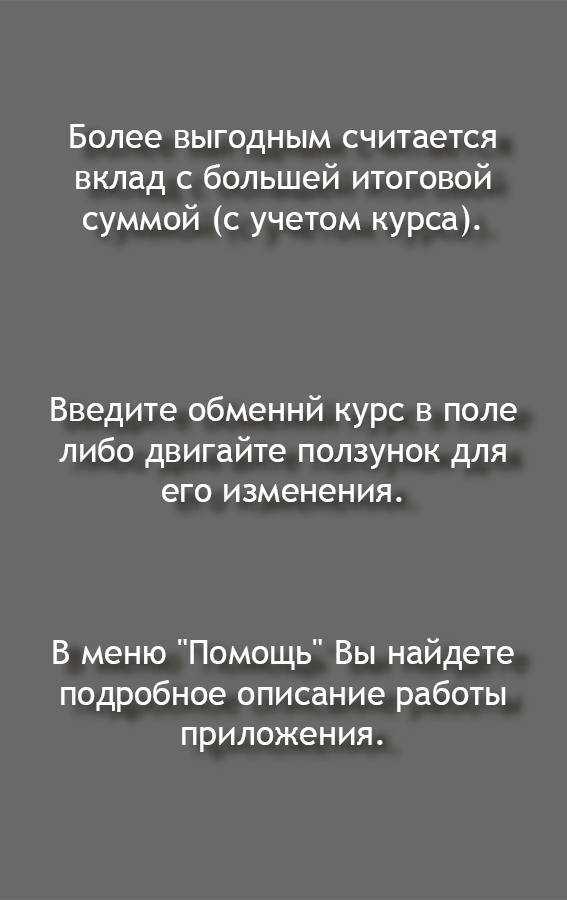 Более выгодным считается
вклад с большей итоговой
суммой (с учетом курса).
Введите обменнй курс в поле
либо двигайте ползунок для
его изменения.
В меню "Помощь" Вы найдете
подробное описание работы
приложения.